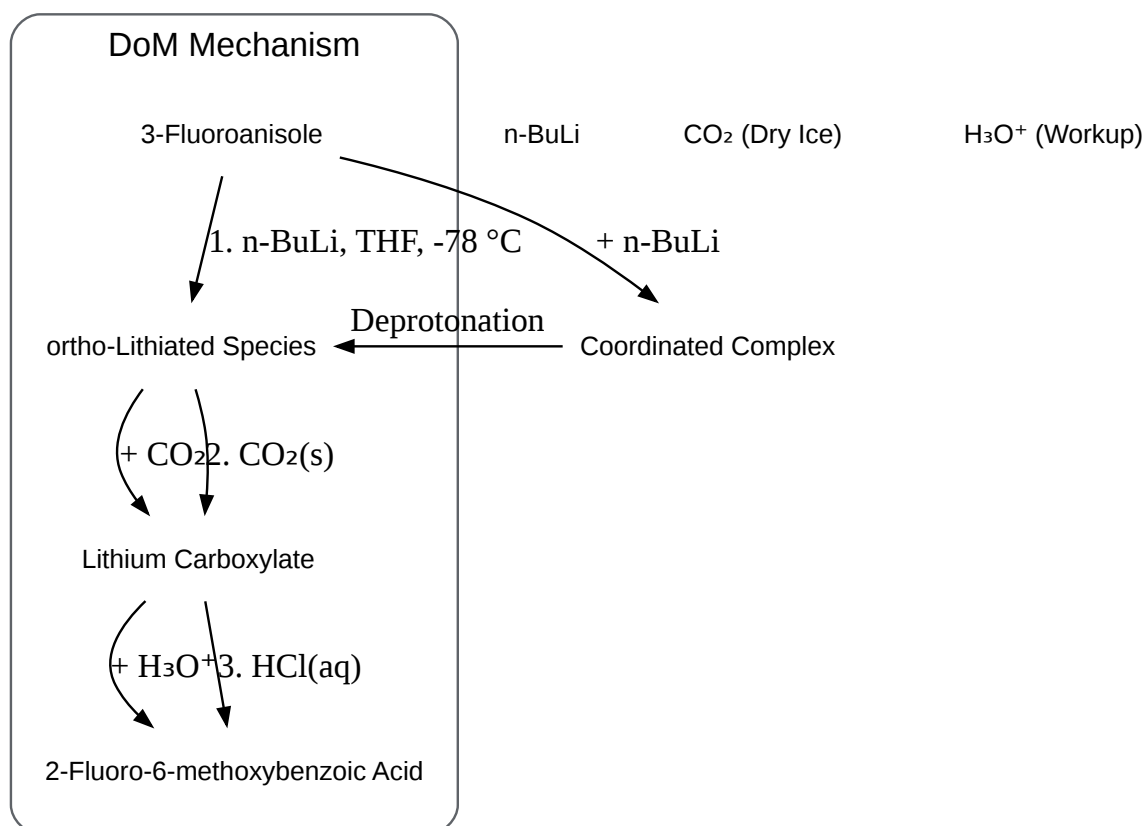 DoM Mechanism
3-Fluoroanisole
n-BuLi
CO₂ (Dry Ice)
H₃O⁺ (Workup)
1. n-BuLi, THF, -78 °C
+ n-BuLi
Deprotonation
ortho-Lithiated Species
Coordinated Complex
+ CO₂
2. CO₂(s)
Lithium Carboxylate
+ H₃O⁺
3. HCl(aq)
2-Fluoro-6-methoxybenzoic Acid